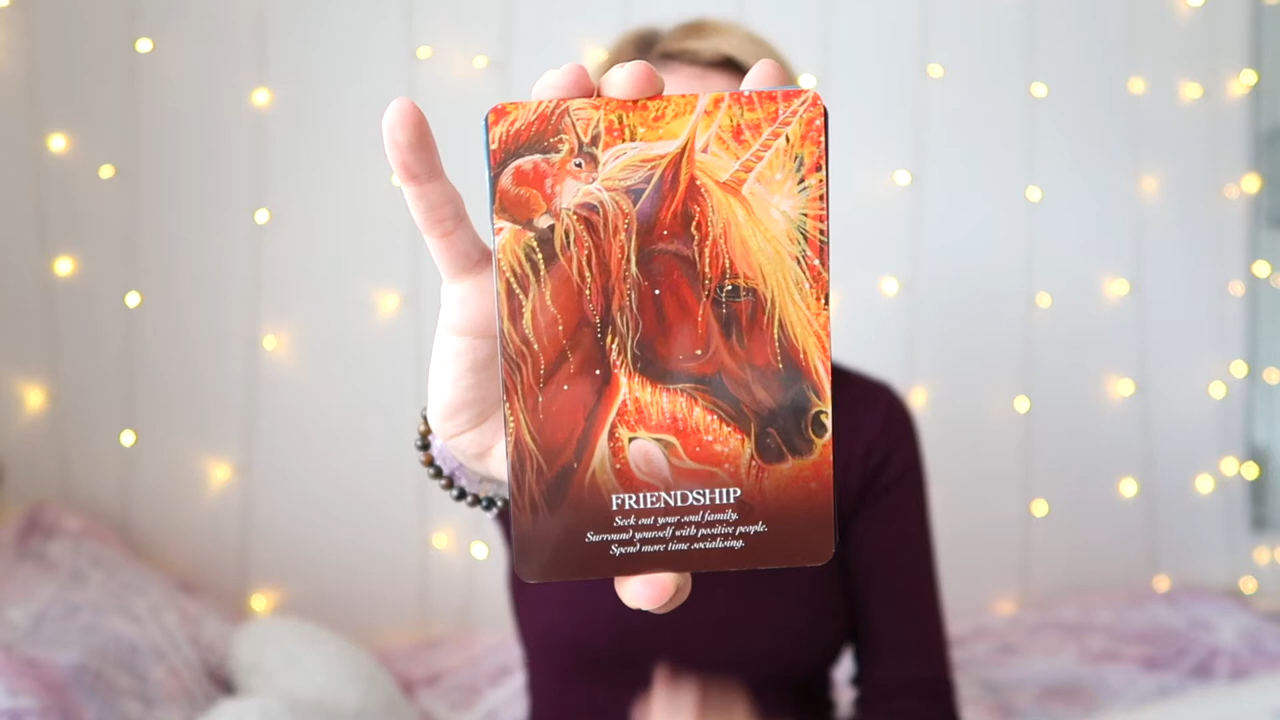 FRIENDSHIP
Seek out your soul family.
Surround yourself with positive people.
Spend more time socialising.